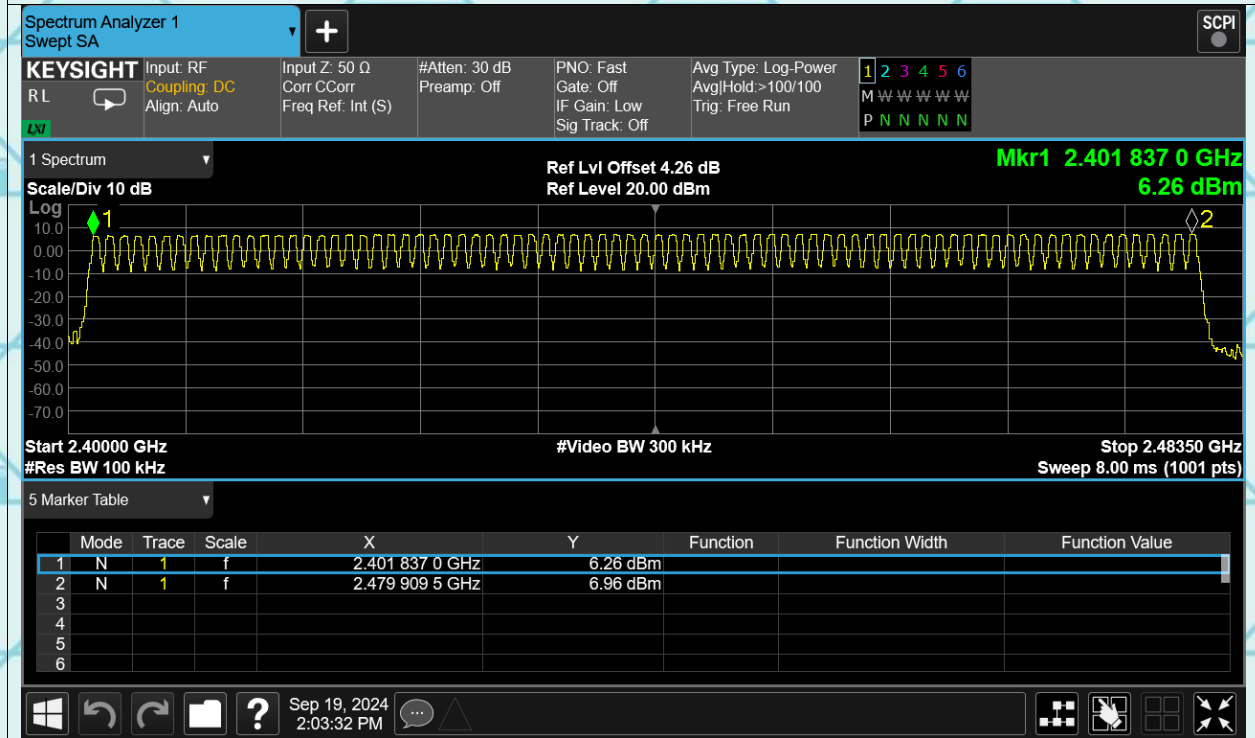 Spectrum Analyzer 1
Swept SA
+
SCPI
KEYSIGHT
RL
LXI
Input: RF
Coupling: DC
Align: Auto
Input Z: 50 Ω
Corr CCorr
Freq Ref: Int (S)
#Atten: 30 dB
Preamp: Off
PNO: Fast
Gate: Off
IF Gain: Low
Sig Track: Off
Avg Type: Log-Power
Avg|Hold:>100/100
Trig: Free Run
1 2 3 4 5 6
M W W W W W
P N N N N N N
1 Spectrum
Scale/Div 10 dB
Ref Lvl Offset 4.26 dB
Ref Level 20.00 dBm
Mkr1 2.401 837 0 GHz
6.26 dBm
Log
1
2
10.0
0.00
-10.0
-20.0
-30.0
-40.0
-50.0
-60.0
-70.0
Start 2.40000 GHz
#Video BW 300 kHz
Stop 2.48350 GHz
#Res BW 100 kHz
Sweep 8.00 ms (1001 pts)
5 Marker Table
Mode Trace Scale X Y Function Function Width Function Value
1 N 1 f 2.401 837 0 GHz 6.26 dBm
2 N 1 f 2.479 909 5 GHz 6.96 dBm
3
4
5
6
?
Sep 19, 2024
2:03:32 PM